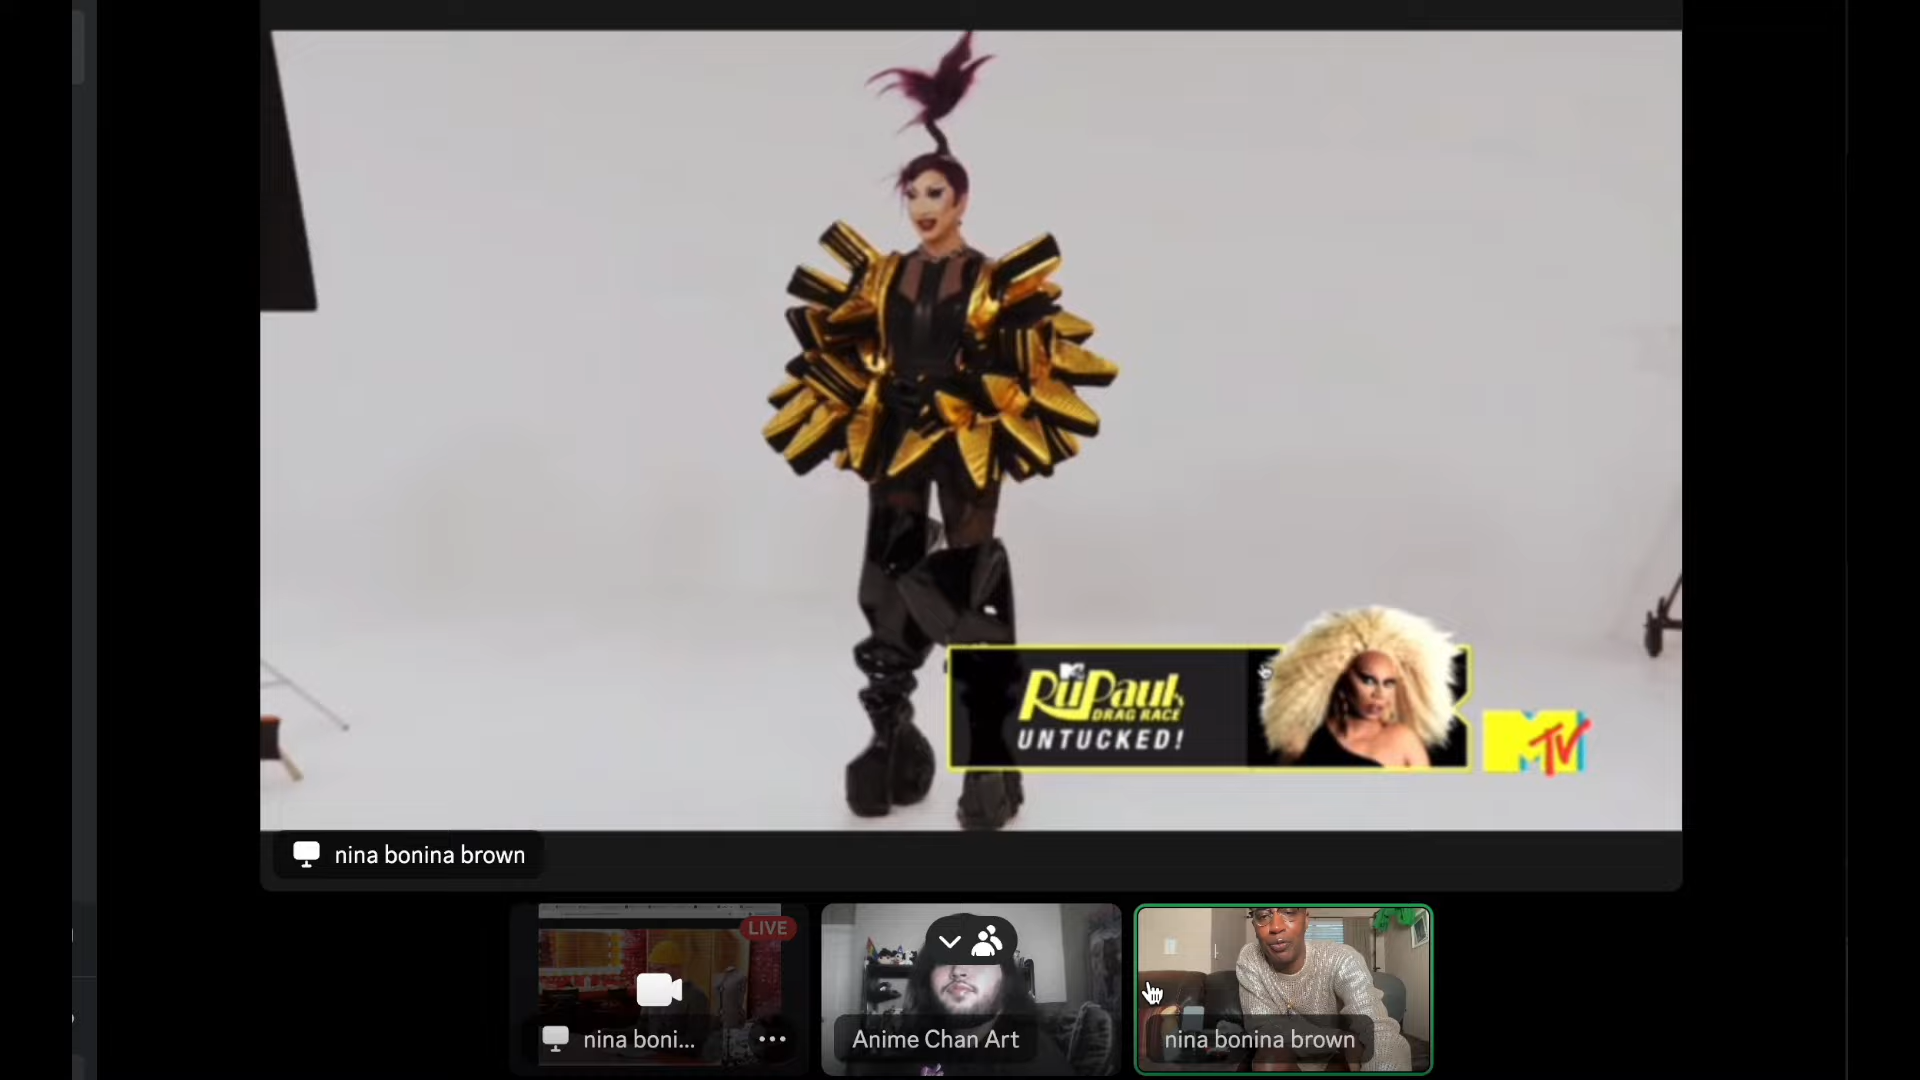 RuPaul's
DRAG RACE
UNTUCKED!
MTV
nina bonina brown
LIVE
nina boni...
Anime Chan Art
nina bonina brown